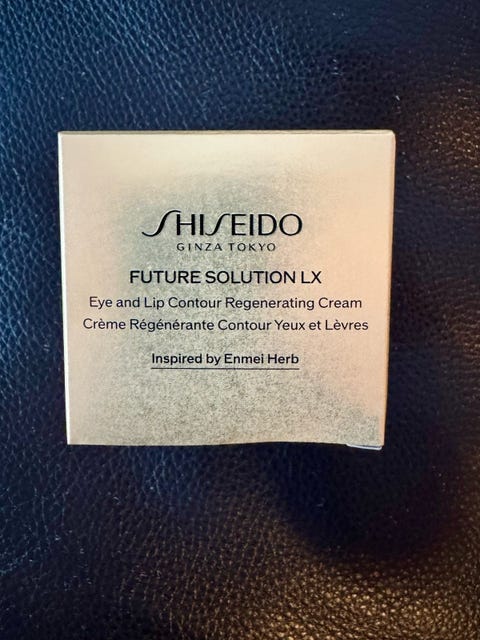 SHISEIDO
GINZA TOKYO
FUTURE SOLUTION LX
Eye and Lip Contour Regenerating Cream
Crème Régénérante Contour Yeux et Lèvres
Inspired by Enmei Herb